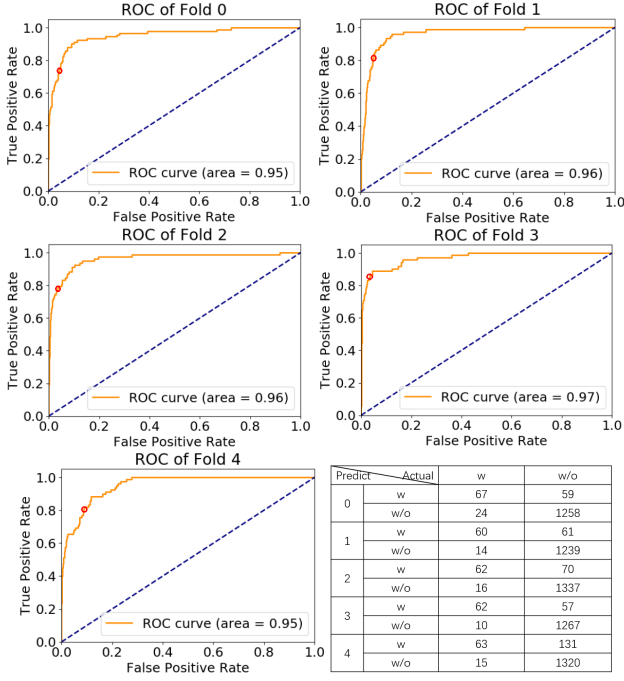 ROC of Fold 0
True Positive Rate
1.0
0.8
0.6
0.4
0.2
0.0
ROC curve (area = 0.95)
0.0 0.2 0.4 0.6 0.8 1.0
False Positive Rate
ROC of Fold 1
True Positive Rate
1.0
0.8
0.6
0.4
0.2
0.0
ROC curve (area = 0.96)
0.0 0.2 0.4 0.6 0.8 1.0
False Positive Rate
ROC of Fold 2
True Positive Rate
1.0
0.8
0.6
0.4
0.2
0.0
ROC curve (area = 0.96)
0.0 0.2 0.4 0.6 0.8 1.0
False Positive Rate
ROC of Fold 3
True Positive Rate
1.0
0.8
0.6
0.4
0.2
0.0
ROC curve (area = 0.97)
0.0 0.2 0.4 0.6 0.8 1.0
False Positive Rate
ROC of Fold 4
True Positive Rate
1.0
0.8
0.6
0.4
0.2
0.0
ROC curve (area = 0.95)
0.0 0.2 0.4 0.6 0.8 1.0
False Positive Rate
Predict Actual w w/o
0 w 67 59
w/o 24 1258
1 w 60 61
w/o 14 1239
2 w 62 70
w/o 16 1337
3 w 62 57
w/o 10 1267
4 w 63 131
w/o 15 1320